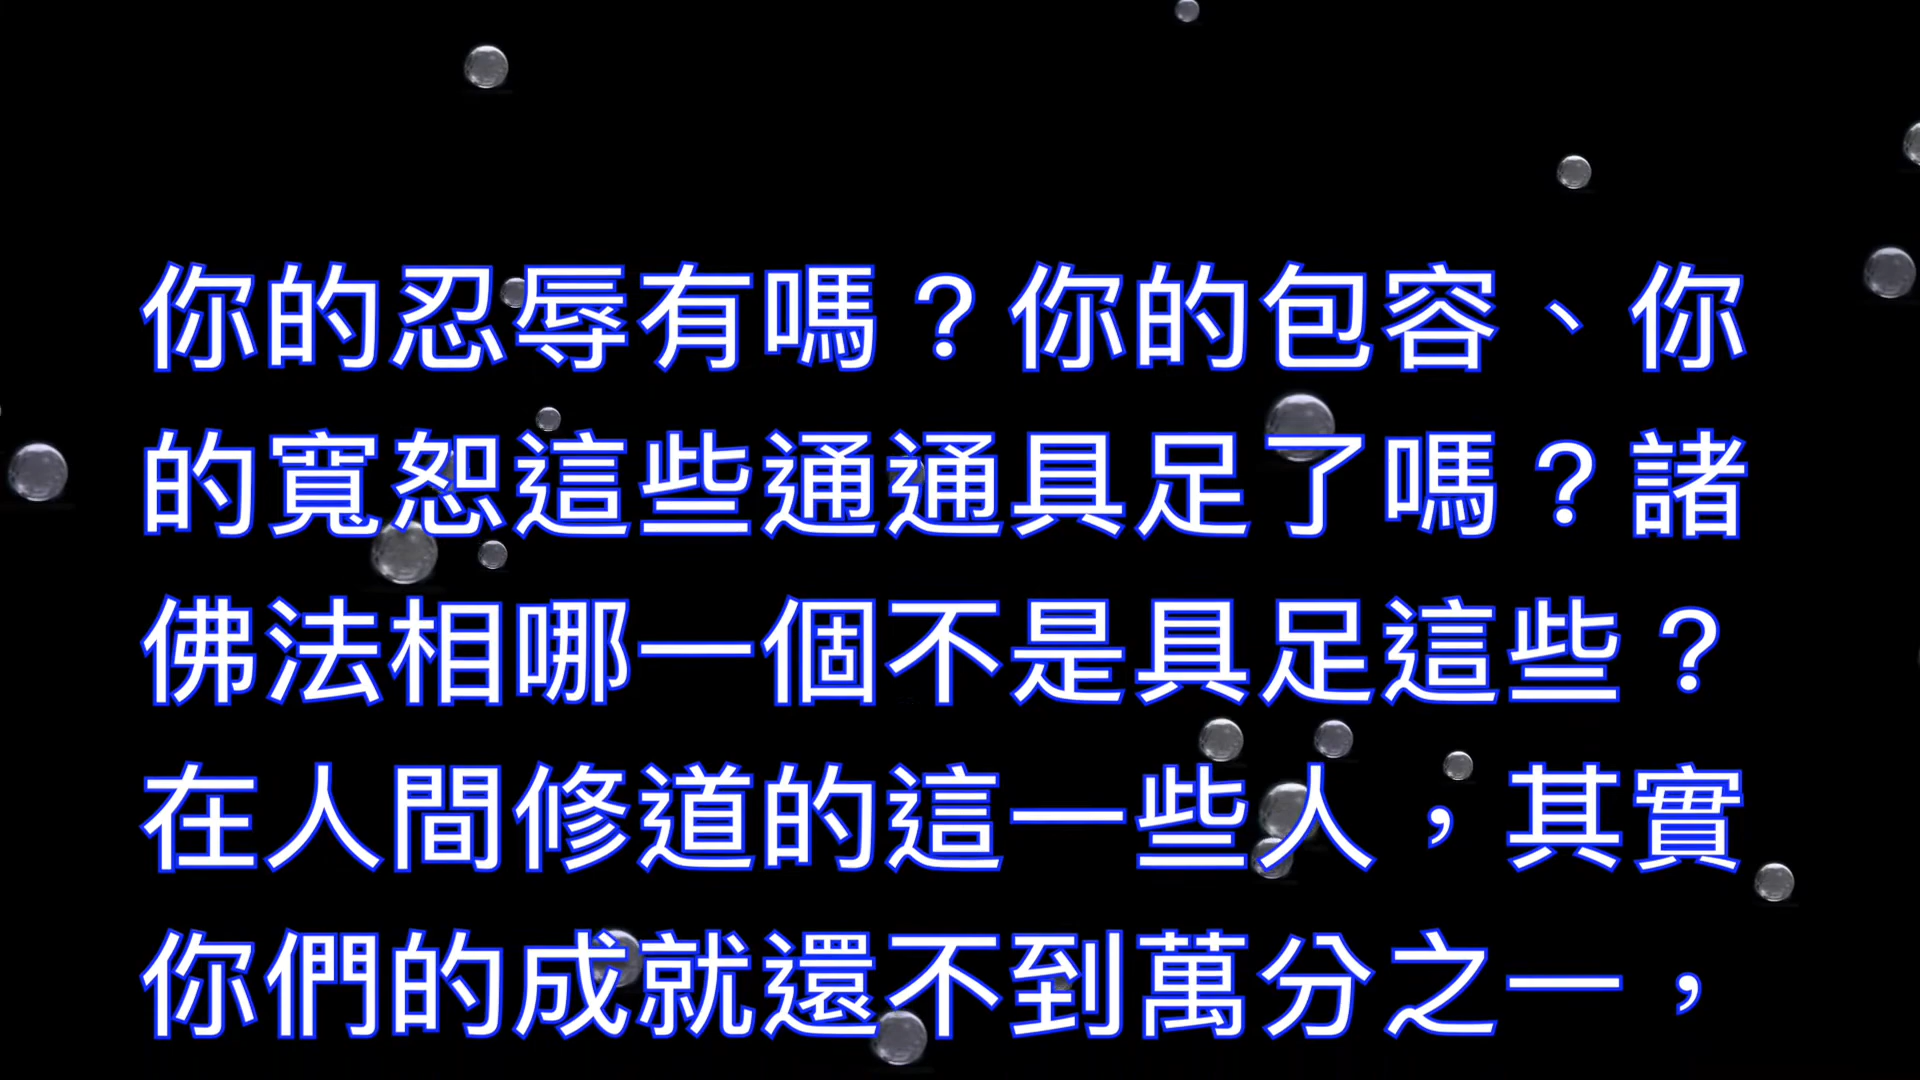 你的忍辱有嗎？你的包容、你
的寬恕這些通通具足了嗎？諸
佛法相哪一個不是具足這些？
在人間修道的這一些人，其實
你們的成就還不到萬分之一，